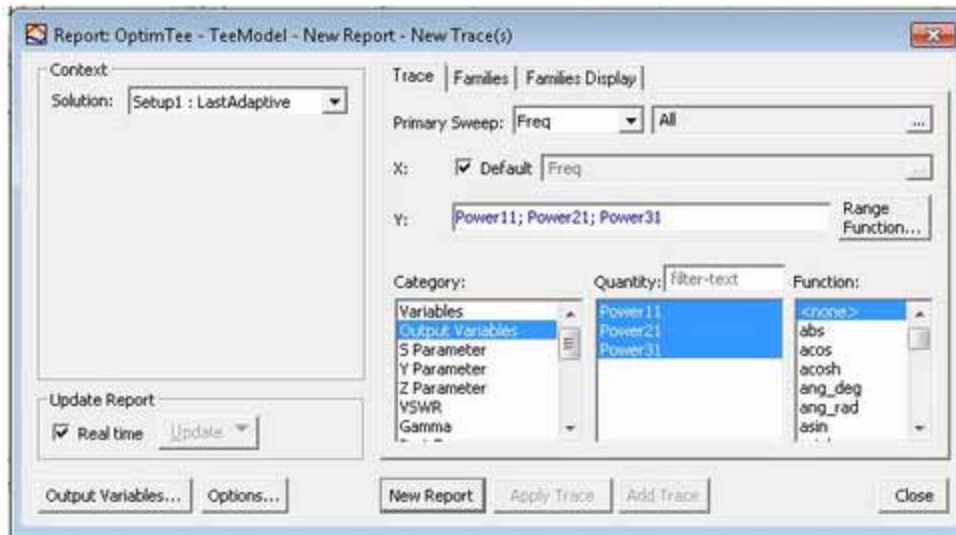 Report: OptimTee - TeeModel - New Report - New Trace(s)
Context
Solution: Setup1 : LastAdaptive
Update Report
Real time Update
Output Variables... Options...
Trace Families Families Display
Primary Sweep: Freq All ...
X: Default Freq ...
Y: Power11; Power21; Power31 Range Function...
Category:
Variables
Output Variables
S Parameter
Y Parameter
Z Parameter
VSWR
Gamma
Quantity: filter-text
Power11
Power21
Power31
Function:
<none>
abs
acos
acosh
ang_deg
ang_rad
asin
New Report Apply Trace Add Trace Close